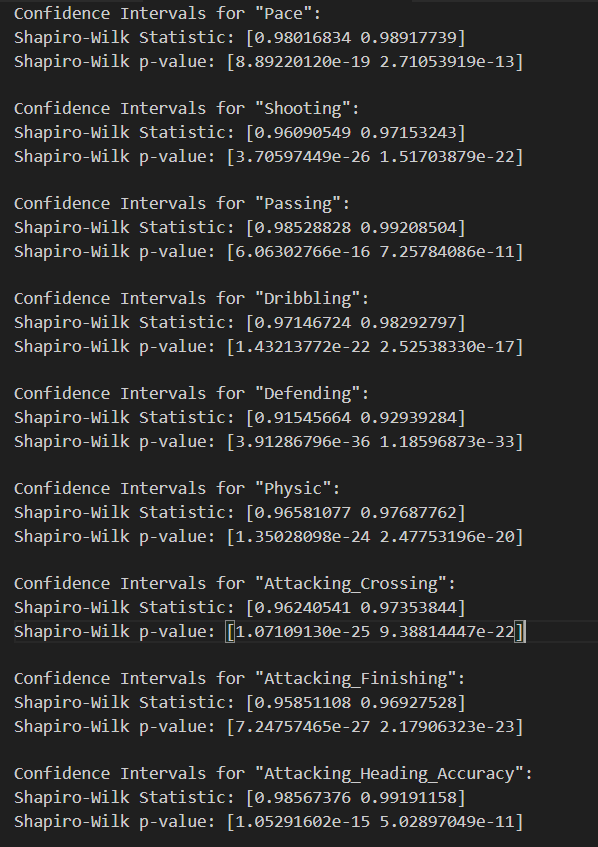 Confidence Intervals for "Pace":
Shapiro-Wilk Statistic: [0.98016834 0.98917739]
Shapiro-Wilk p-value: [8.89220120e-19 2.71053919e-13]
Confidence Intervals for "Shooting":
Shapiro-Wilk Statistic: [0.96090549 0.97153243]
Shapiro-Wilk p-value: [3.70597449e-26 1.51703879e-22]
Confidence Intervals for "Passing":
Shapiro-Wilk Statistic: [0.98528828 0.99208504]
Shapiro-Wilk p-value: [6.06302766e-16 7.25784086e-11]
Confidence Intervals for "Dribbling":
Shapiro-Wilk Statistic: [0.97146724 0.98292797]
Shapiro-Wilk p-value: [1.43213772e-22 2.52538330e-17]
Confidence Intervals for "Defending":
Shapiro-Wilk Statistic: [0.91545664 0.92939284]
Shapiro-Wilk p-value: [3.91286796e-36 1.18596873e-33]
Confidence Intervals for "Physic":
Shapiro-Wilk Statistic: [0.96581077 0.97687762]
Shapiro-Wilk p-value: [1.35028098e-24 2.47753196e-20]
Confidence Intervals for "Attacking_Crossing":
Shapiro-Wilk Statistic: [0.96240541 0.97353844]
Shapiro-Wilk p-value: [1.07109130e-25 9.38814447e-22]
Confidence Intervals for "Attacking_Finishing":
Shapiro-Wilk Statistic: [0.95851108 0.96927528]
Shapiro-Wilk p-value: [7.24757465e-27 2.17906323e-23]
Confidence Intervals for "Attacking_Heading_Accuracy":
Shapiro-Wilk Statistic: [0.98567376 0.99191158]
Shapiro-Wilk p-value: [1.05291602e-15 5.02897049e-11]